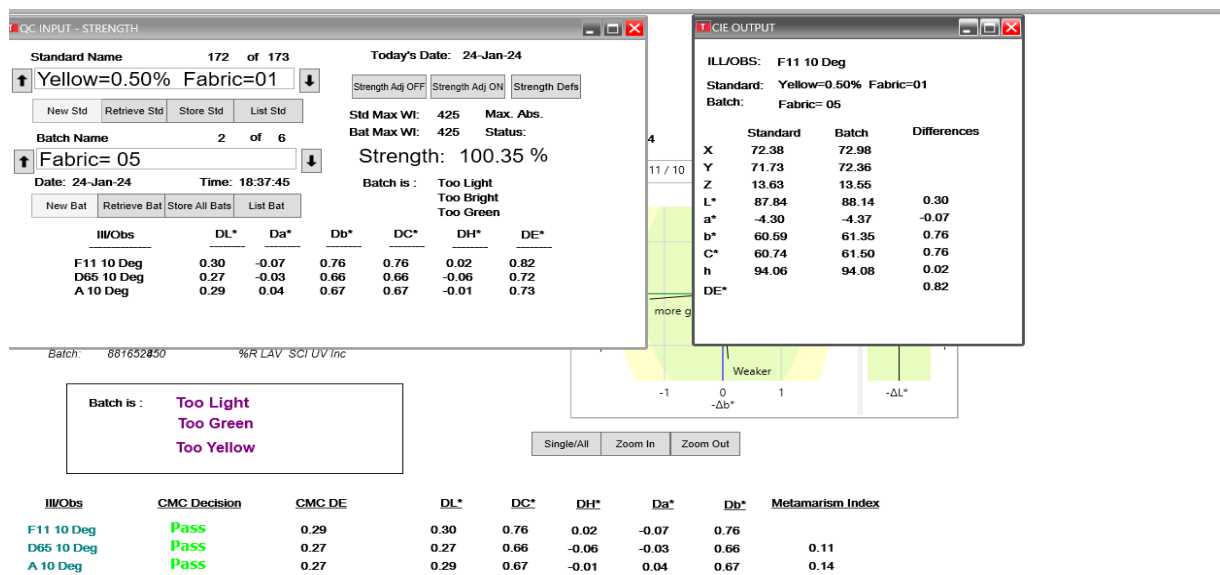 QC INPUT - STRENGTH
Standard Name 172 of 173
Yellow=0.50% Fabric=01
New Std Retrieve Std Store Std List Std
Batch Name 2 of 6
Fabric= 05
Date: 24-Jan-24 Time: 18:37:45
New Bat Retrieve Bat Store All Bats List Bat
Today's Date: 24-Jan-24
Strength Adj OFF Strength Adj ON Strength Defs
Std Max WI: 425 Max. Abs.
Bat Max WI: 425 Status:
Strength: 100.35 %
Batch is : Too Light
Too Bright
Too Green
Ill/Obs DL* Da* Db* DC* DH* DE*
F11 10 Deg 0.30 -0.07 0.76 0.76 0.02 0.82
D65 10 Deg 0.27 -0.03 0.66 0.66 -0.06 0.72
A 10 Deg 0.29 0.04 0.67 0.67 -0.01 0.73
CIE OUTPUT
ILL/OBS: F11 10 Deg
Standard: Yellow=0.50% Fabric=01
Batch: Fabric= 05
Standard Batch Differences
X 72.38 72.98
Y 71.73 72.36
Z 13.63 13.55
L* 87.84 88.14 0.30
a* -4.30 -4.37 -0.07
b* 60.59 61.35 0.76
C* 60.74 61.50 0.76
h 94.06 94.08 0.02
DE* 0.82
4
11 / 10
more g
Weaker
-1 0 1
-Δb*
-ΔL*
Batch: %R LAV SCI UV Inc
Batch is : Too Light
Too Green
Too Yellow
Single/All Zoom In Zoom Out
Ill/Obs CMC Decision CMC DE DL* DC* DH* Da* Db* Metamarism Index
F11 10 Deg Pass 0.29 0.30 0.76 0.02 -0.07 0.76
D65 10 Deg Pass 0.27 0.27 0.66 -0.06 -0.03 0.66 0.11
A 10 Deg Pass 0.27 0.29 0.67 -0.01 0.04 0.67 0.14